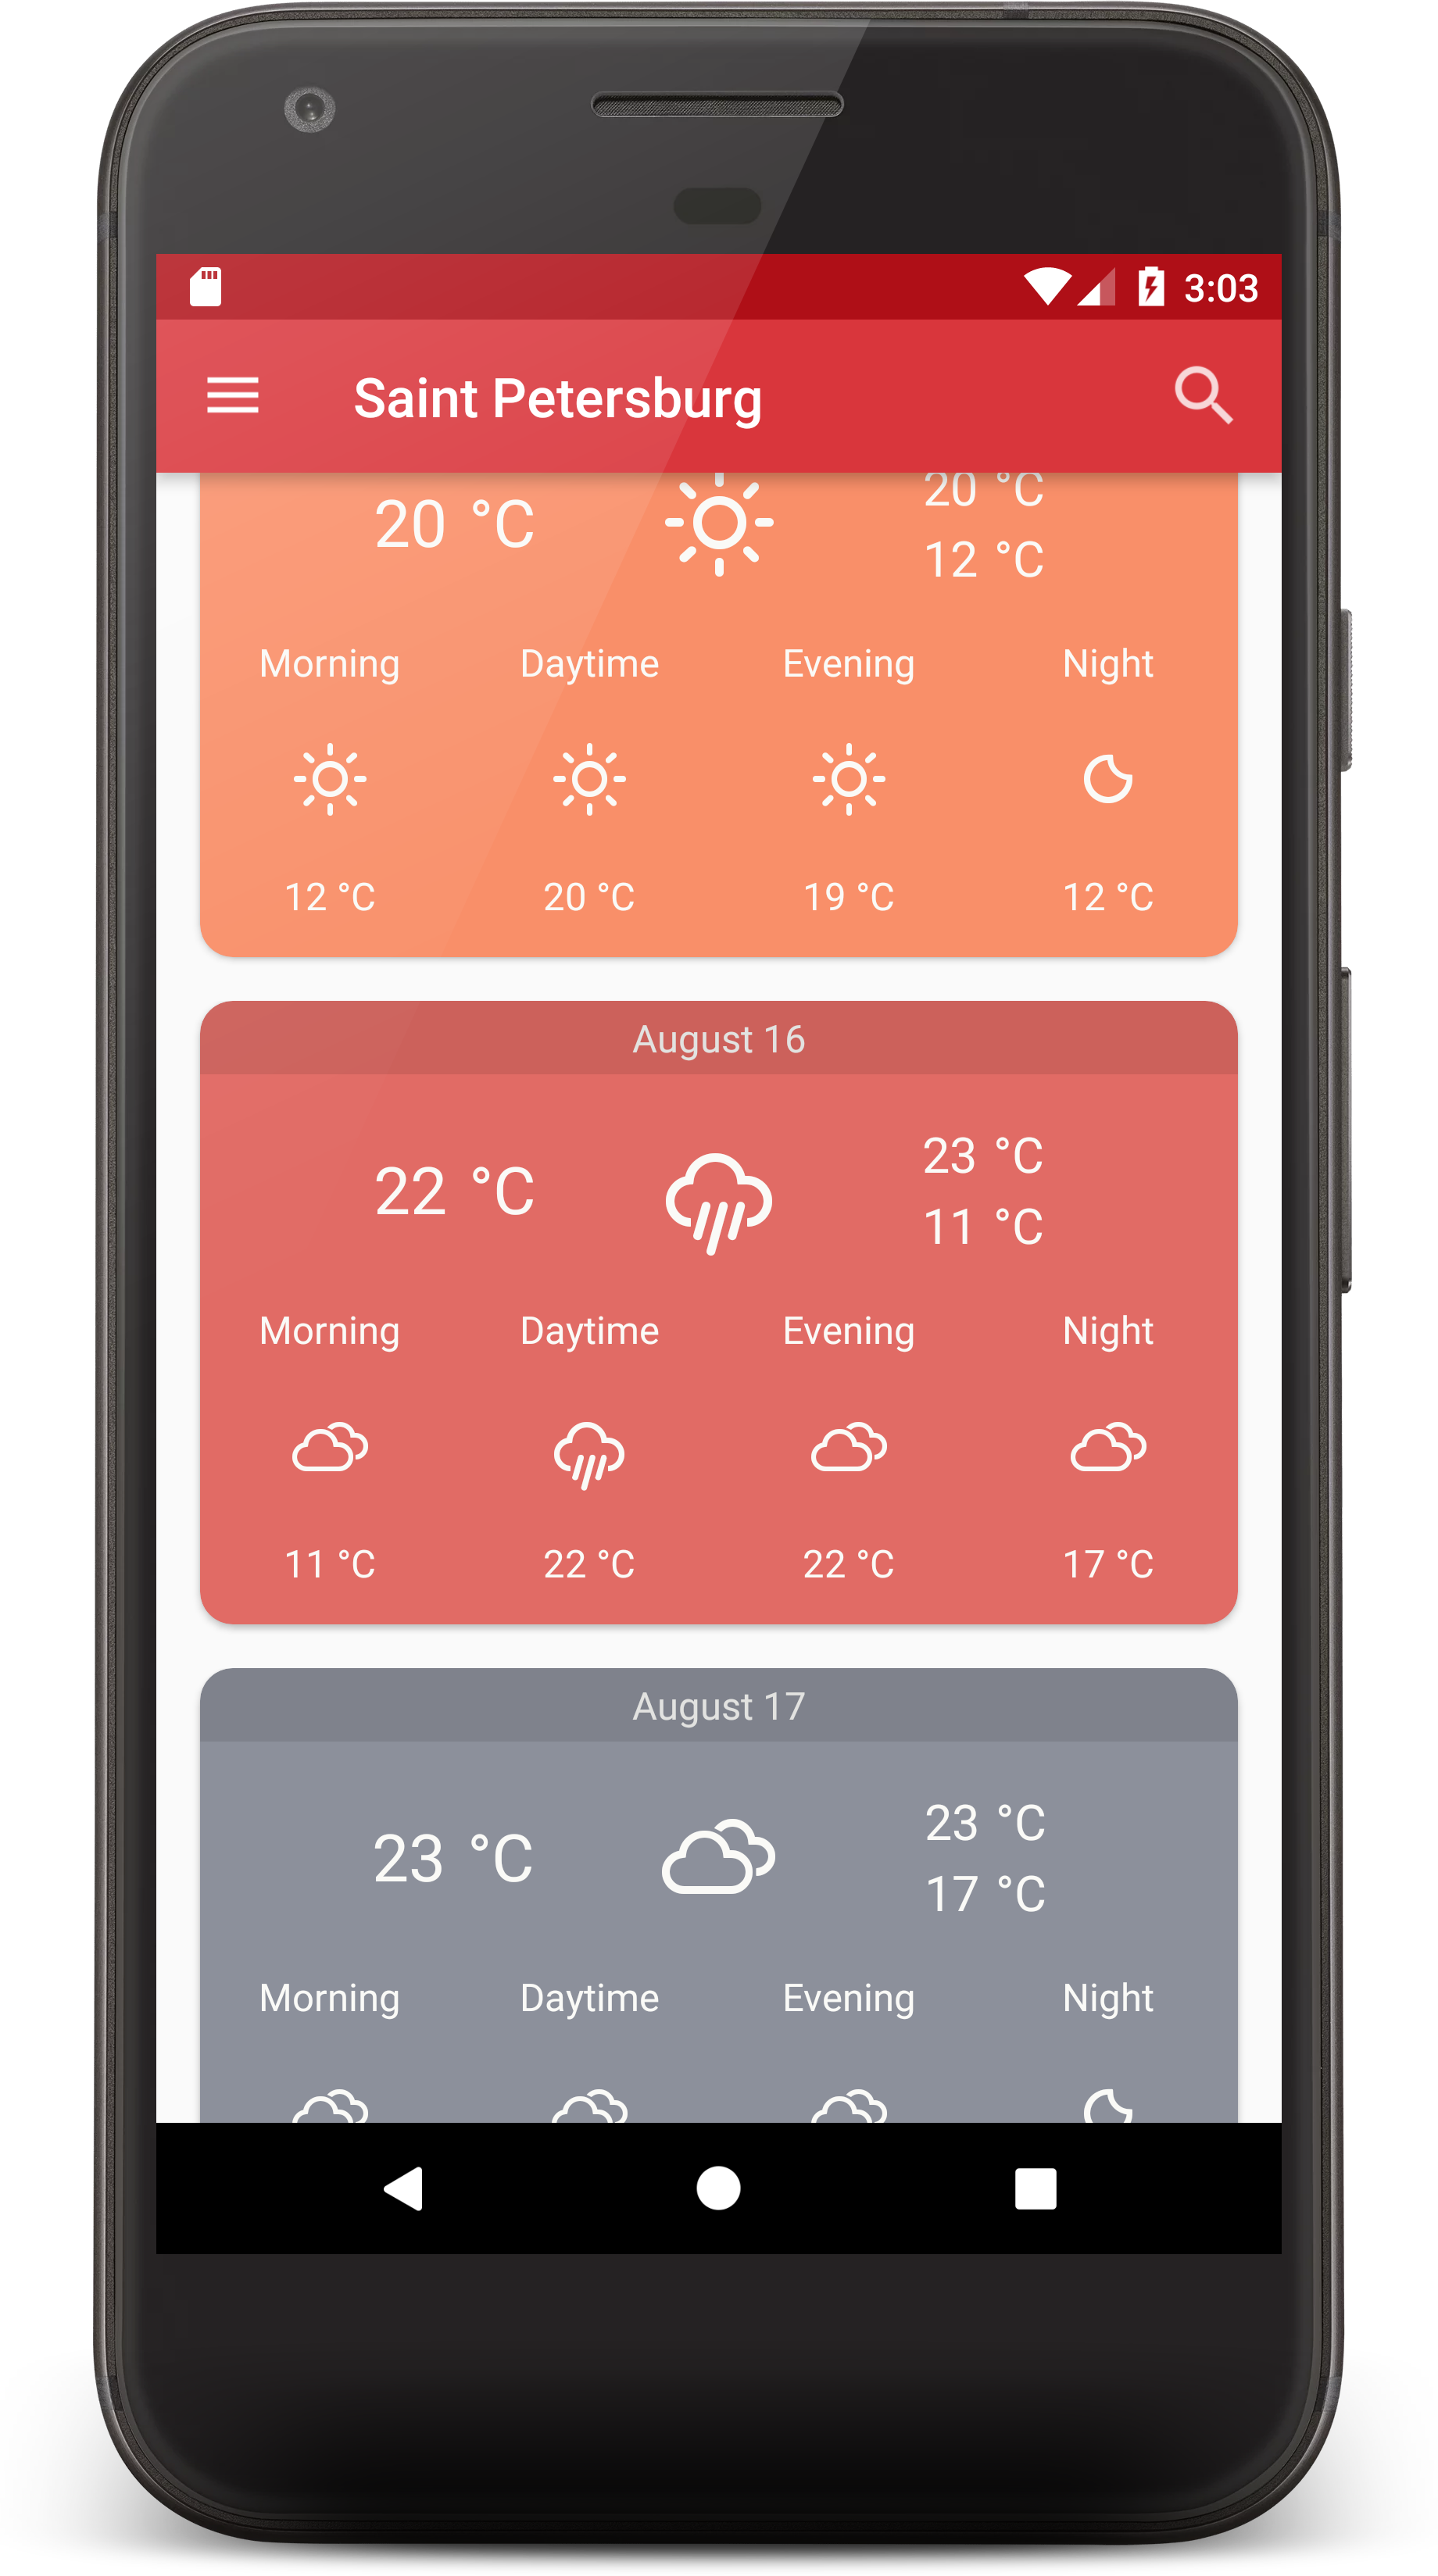 3:03
Saint Petersburg
20 °C
20 °C
12 °C
Morning Daytime Evening Night
12 °C 20 °C 19 °C 12 °C
August 16
22 °C
23 °C
11 °C
Morning Daytime Evening Night
11 °C 22 °C 22 °C 17 °C
August 17
23 °C
23 °C
17 °C
Morning Daytime Evening Night